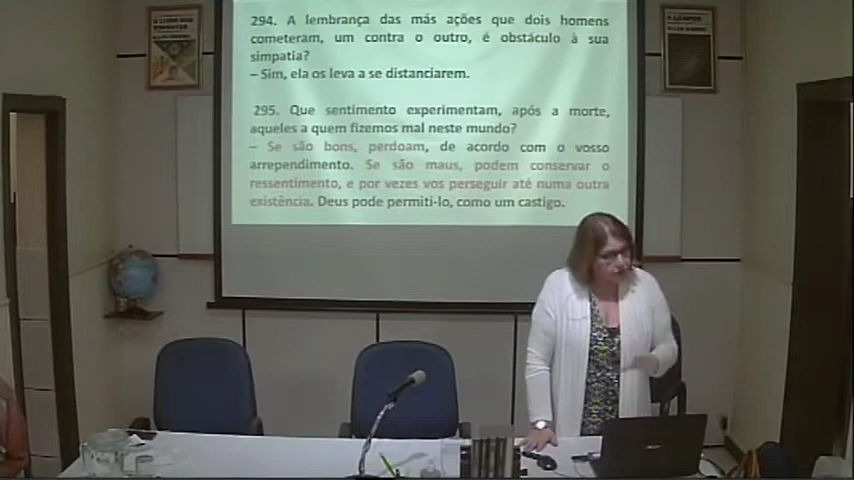 O LIVRO DOS
294. A lembrança das más ações que dois homens
cometeram, um contra o outro, é obstáculo à sua
simpatia?
– Sim, ela os leva a se distanciarem.
295. Que sentimento experimentam, após a morte,
aqueles a quem fizemos mal neste mundo?
– Se são bons, perdoam, de acordo com o vosso
arrependimento. Se são maus, podem conservar o
ressentimento, e por vezes vos perseguir até numa outra
existência. Deus pode permiti-lo, como um castigo.
acer